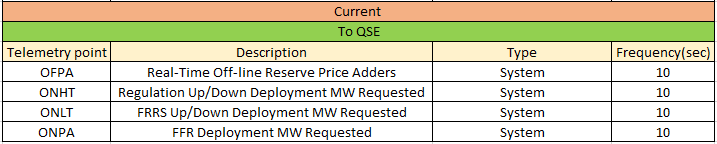 Current
To QSE
Telemetry point Description Type Frequency(sec)
OFPA Real-Time Off-line Reserve Price Adders System 10
ONHT Regulation Up/Down Deployment MW Requested System 10
ONLT FRRS Up/Down Deployment MW Requested System 10
ONPA FFR Deployment MW Requested System 10